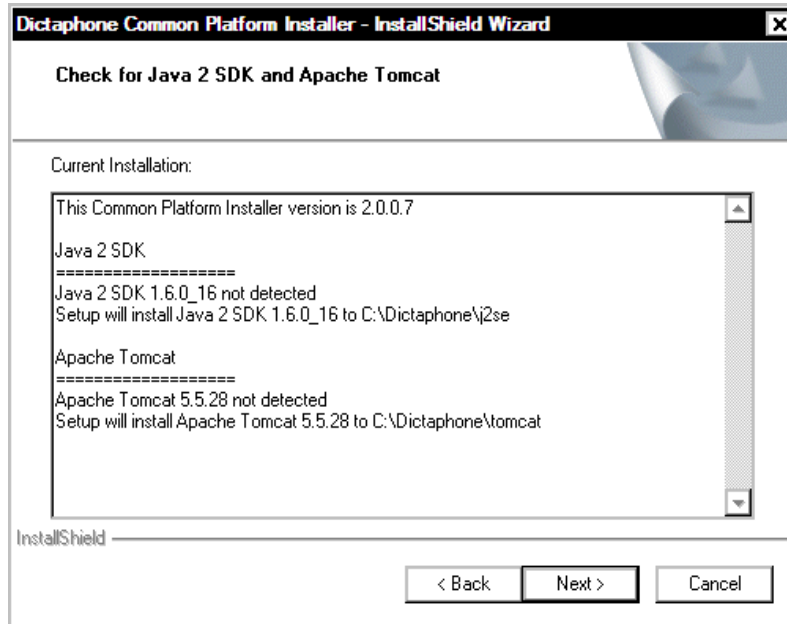 Dictaphone Common Platform Installer - InstallShield Wizard
Check for Java 2 SDK and Apache Tomcat
Current Installation:
This Common Platform Installer version is 2.0.0.7
Java 2 SDK
===================
Java 2 SDK 1.6.0_16 not detected
Setup will install Java 2 SDK 1.6.0_16 to C:\Dictaphone\j2se
Apache Tomcat
===================
Apache Tomcat 5.5.28 not detected
Setup will install Apache Tomcat 5.5.28 to C:\Dictaphone\tomcat
InstallShield
< Back
Next >
Cancel